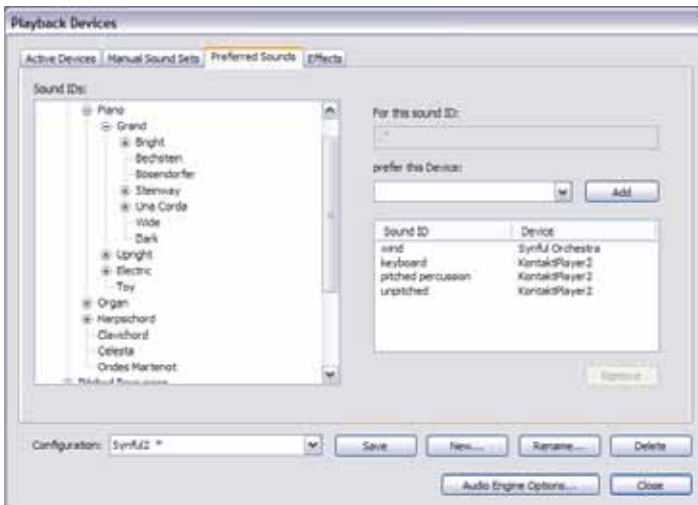 Playback Devices
Active Devices Manual Sound Sets Preferred Sounds Effects
Sound IDs:
Piano
Grand
Bright
Bechstein
Bosendorfer
Steinway
Una Corda
Wide
Dark
Upright
Electric
Toy
Organ
Harpsichord
Clavichord
Celesta
Ondes Martenot
For this sound ID:
prefer this Device:
Add
Sound ID Device
wind Synful Orchestra
keyboard KontaktPlayer2
pitched percussion KontaktPlayer2
unpitched KontaktPlayer2
Remove
Configuration: Synful2 * Save New... Rename... Delete
Audio Engine Options... Close